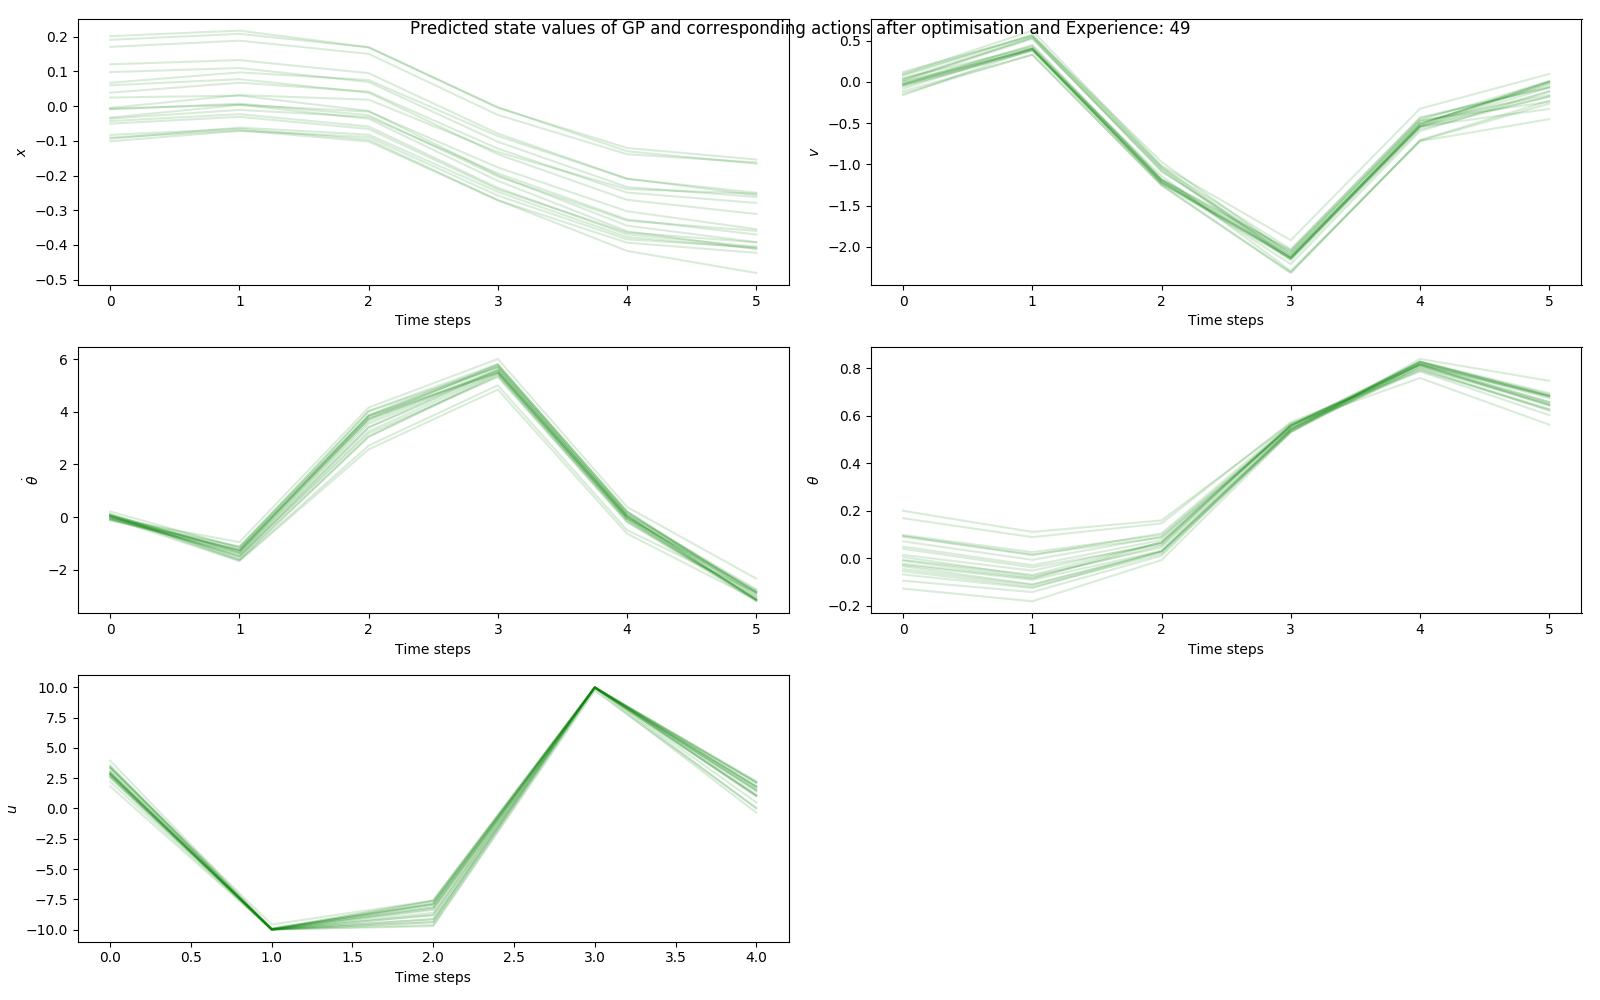 Predicted state values of GP and corresponding actions after optimisation and Experience: 49
0.2
0.1
0.0
−0.1
−0.2
−0.3
−0.4
−0.5
x
0 1 2 3 4 5
Time steps
0.5
0.0
−0.5
−1.0
−1.5
−2.0
v
0 1 2 3 4 5
Time steps
6
4
2
0
−2
θ̇
0 1 2 3 4 5
Time steps
0.8
0.6
0.4
0.2
0.0
−0.2
θ
0 1 2 3 4 5
Time steps
10.0
7.5
5.0
2.5
0.0
−2.5
−5.0
−7.5
−10.0
u
0.0 0.5 1.0 1.5 2.0 2.5 3.0 3.5 4.0
Time steps